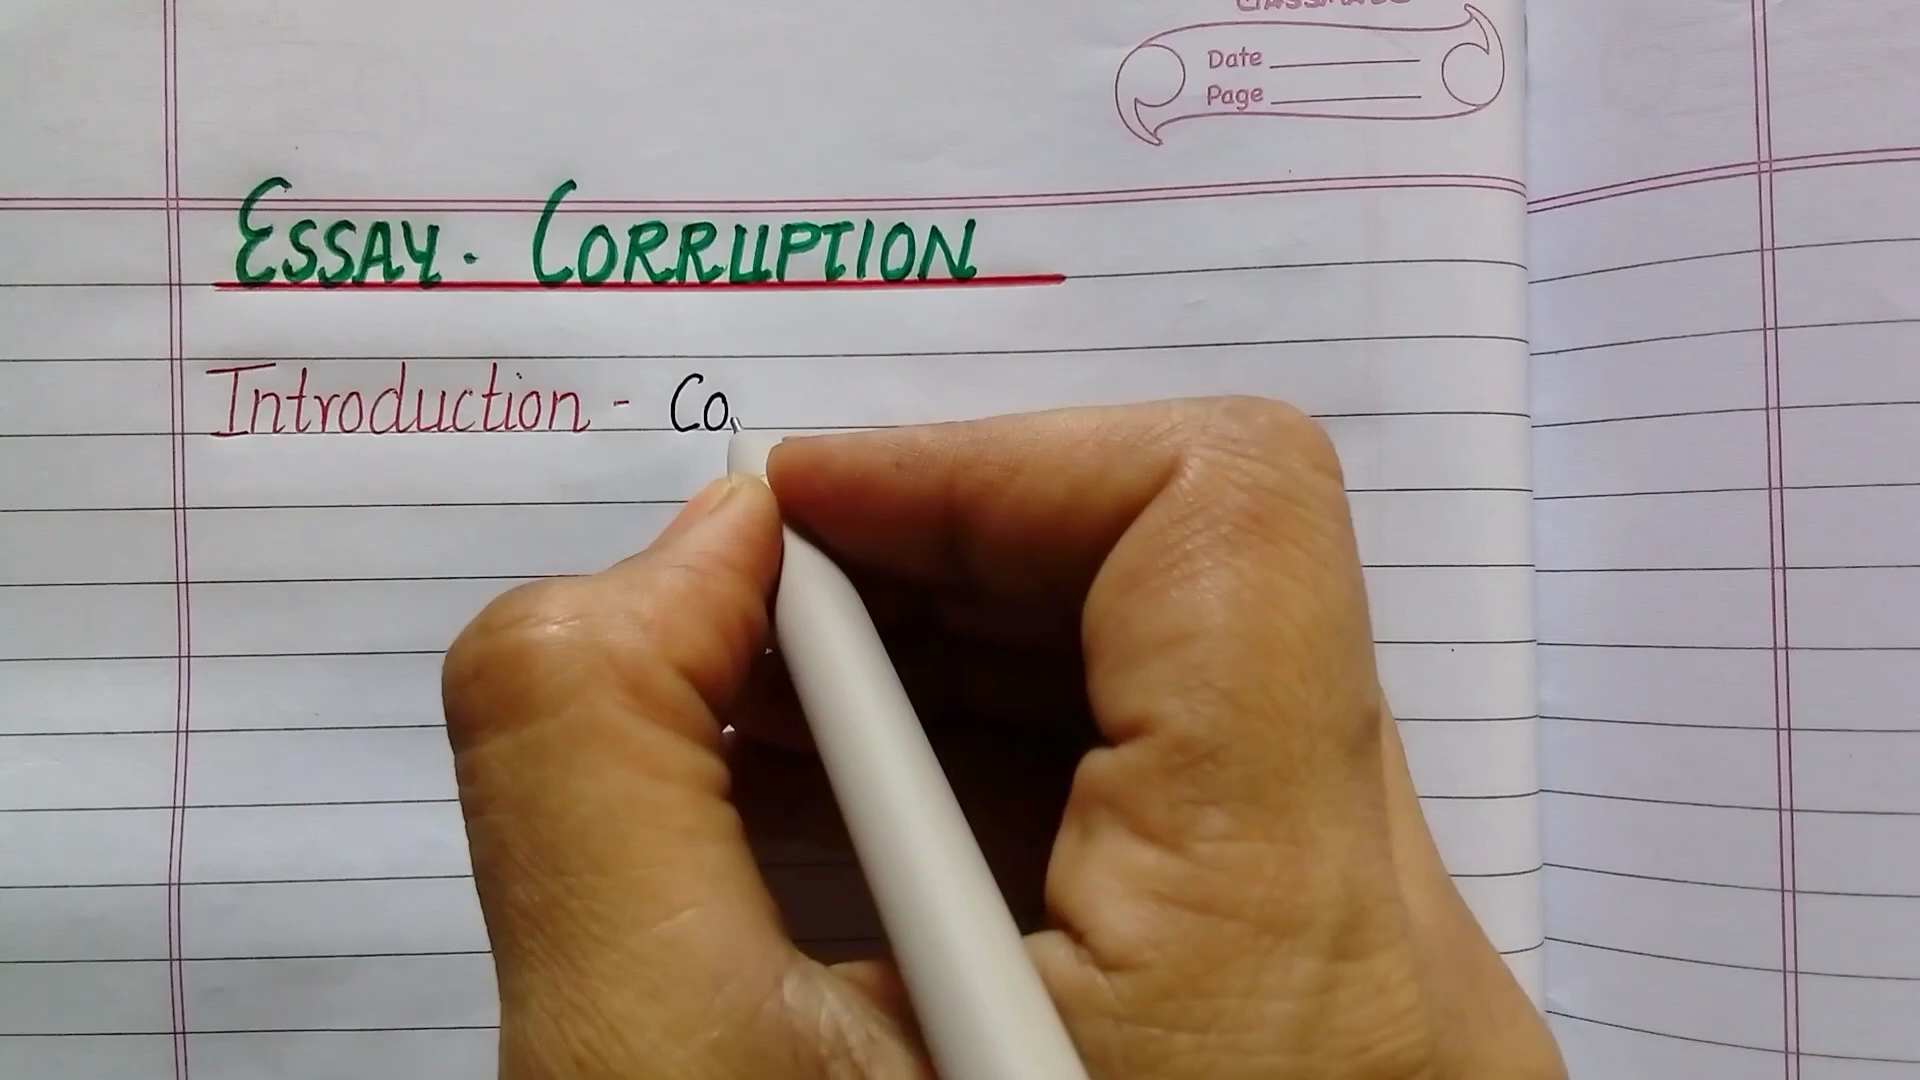 Date
Page
ESSAY. CORRUPTION
Introduction - Co